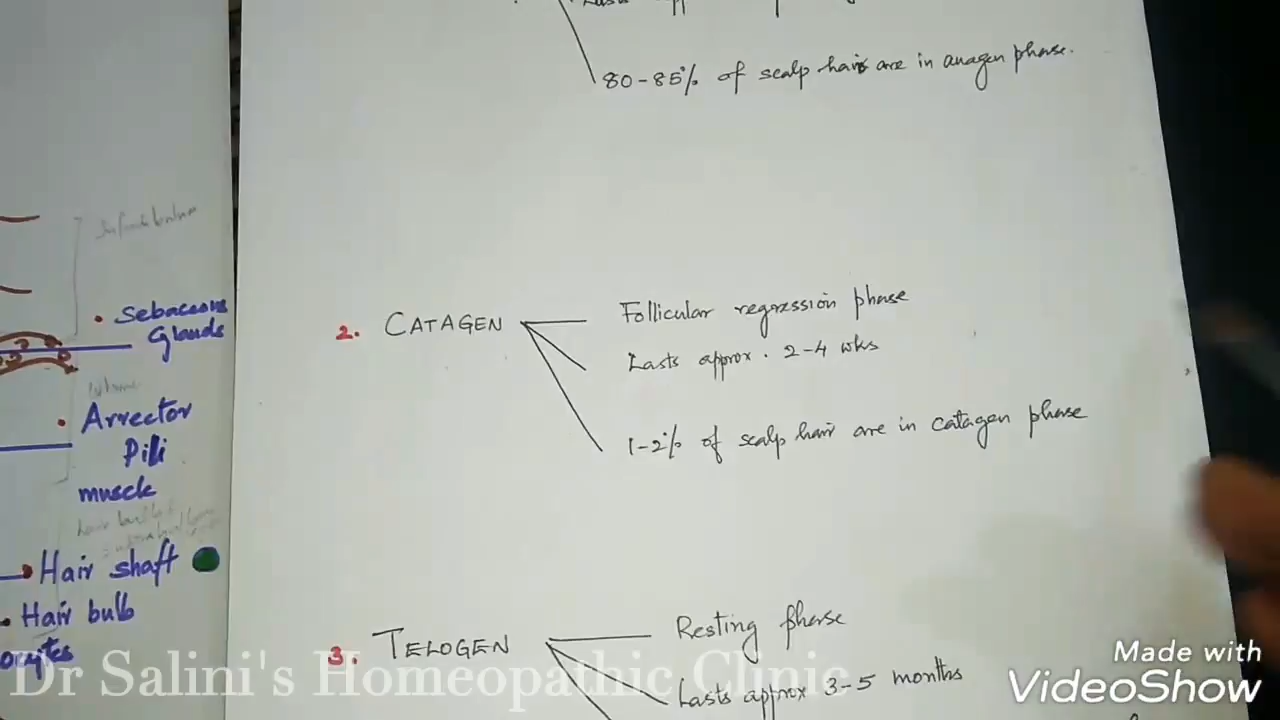 80-85% of scalp hair are in anagen phase.
2. CATAGEN
Follicular regression phase
Lasts approx. 2-4 wks
1-2% of scalp hair are in catagen phase
3. TELOGEN
Resting phase
Lasts approx 3-5 months
• Sebaceous
Glands
• Arrector
Pili
muscle
Hair shaft
• Hair bulb
Dr Salini's Homeopathic Clinic
Made with
VideoShow